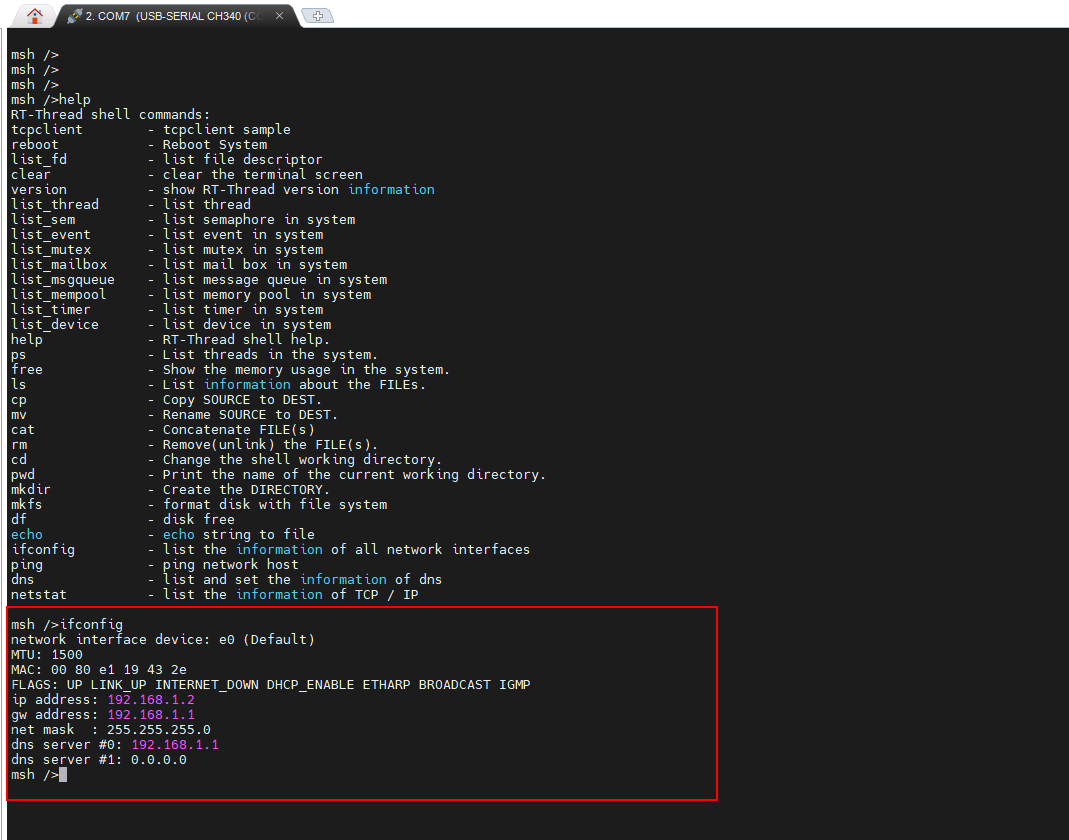 2. COM7 (USB-SERIAL CH340 (CO
msh />
msh />
msh />
msh />help
RT-Thread shell commands:
tcpclient - tcpclient sample
reboot - Reboot System
list_fd - list file descriptor
clear - clear the terminal screen
version - show RT-Thread version information
list_thread - list thread
list_sem - list semaphore in system
list_event - list event in system
list_mutex - list mutex in system
list_mailbox - list mail box in system
list_msgqueue - list message queue in system
list_mempool - list memory pool in system
list_timer - list timer in system
list_device - list device in system
help - RT-Thread shell help.
ps - List threads in the system.
free - Show the memory usage in the system.
ls - List information about the FILEs.
cp - Copy SOURCE to DEST.
mv - Rename SOURCE to DEST.
cat - Concatenate FILE(s)
rm - Remove(unlink) the FILE(s).
cd - Change the shell working directory.
pwd - Print the name of the current working directory.
mkdir - Create the DIRECTORY.
mkfs - format disk with file system
df - disk free
echo - echo string to file
ifconfig - list the information of all network interfaces
ping - ping network host
dns - list and set the information of dns
netstat - list the information of TCP / IP
msh />ifconfig
network interface device: e0 (Default)
MTU: 1500
MAC: 00 80 e1 19 43 2e
FLAGS: UP LINK_UP INTERNET_DOWN DHCP_ENABLE ETHARP BROADCAST IGMP
ip address: 192.168.1.2
gw address: 192.168.1.1
net mask : 255.255.255.0
dns server #0: 192.168.1.1
dns server #1: 0.0.0.0
msh />